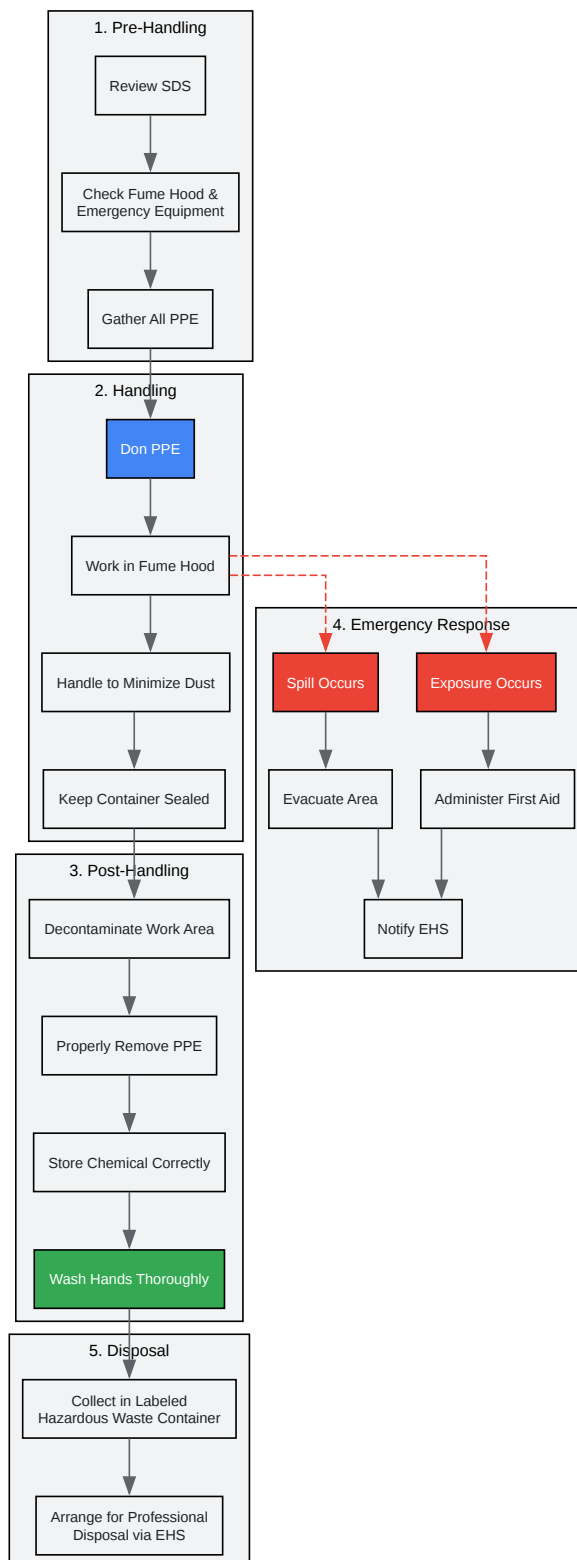 1. Pre-Handling
Review SDS
Check Fume Hood &
Emergency Equipment
Gather All PPE
2. Handling
Don PPE
Work in Fume Hood
Handle to Minimize Dust
Keep Container Sealed
4. Emergency Response
Spill Occurs
Exposure Occurs
Evacuate Area
Administer First Aid
Notify EHS
3. Post-Handling
Decontaminate Work Area
Properly Remove PPE
Store Chemical Correctly
Wash Hands Thoroughly
5. Disposal
Collect in Labeled
Hazardous Waste Container
Arrange for Professional
Disposal via EHS